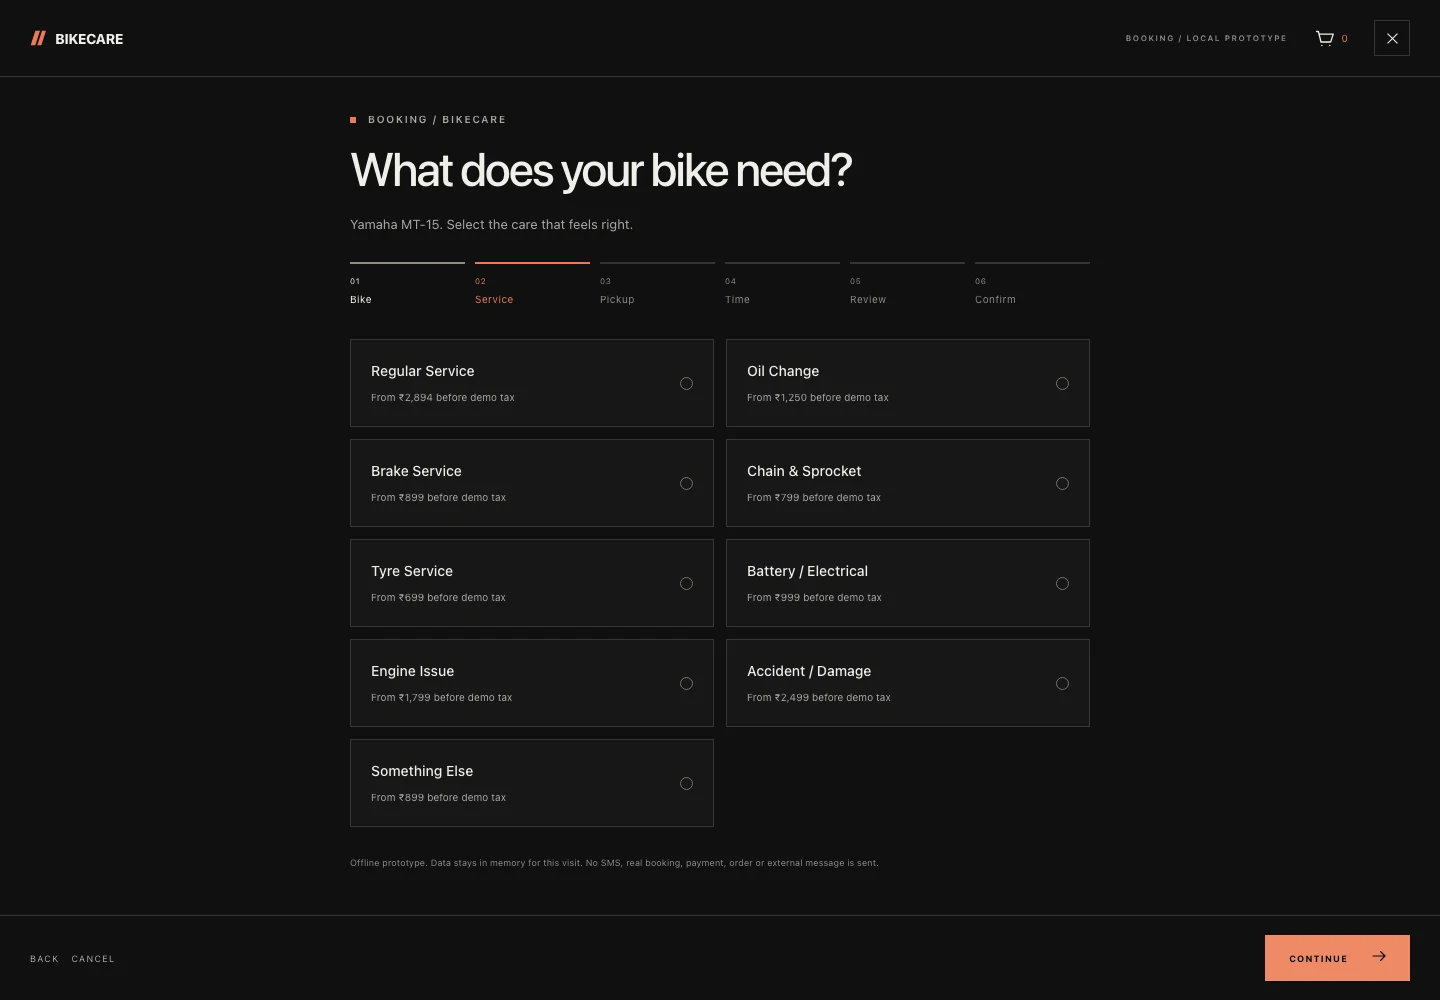 BIKECARE
BOOKING / LOCAL PROTOTYPE
0
BOOKING / BIKECARE
What does your bike need?
Yamaha MT-15. Select the care that feels right.
01
Bike
02
Service
03
Pickup
04
Time
05
Review
06
Confirm
Regular Service
From ₹2,894 before demo tax
Oil Change
From ₹1,250 before demo tax
Brake Service
From ₹899 before demo tax
Chain & Sprocket
From ₹799 before demo tax
Tyre Service
From ₹699 before demo tax
Battery / Electrical
From ₹999 before demo tax
Engine Issue
From ₹1,799 before demo tax
Accident / Damage
From ₹2,499 before demo tax
Something Else
From ₹899 before demo tax
Offline prototype. Data stays in memory for this visit. No SMS, real booking, payment, order or external message is sent.
BACK
CANCEL
CONTINUE